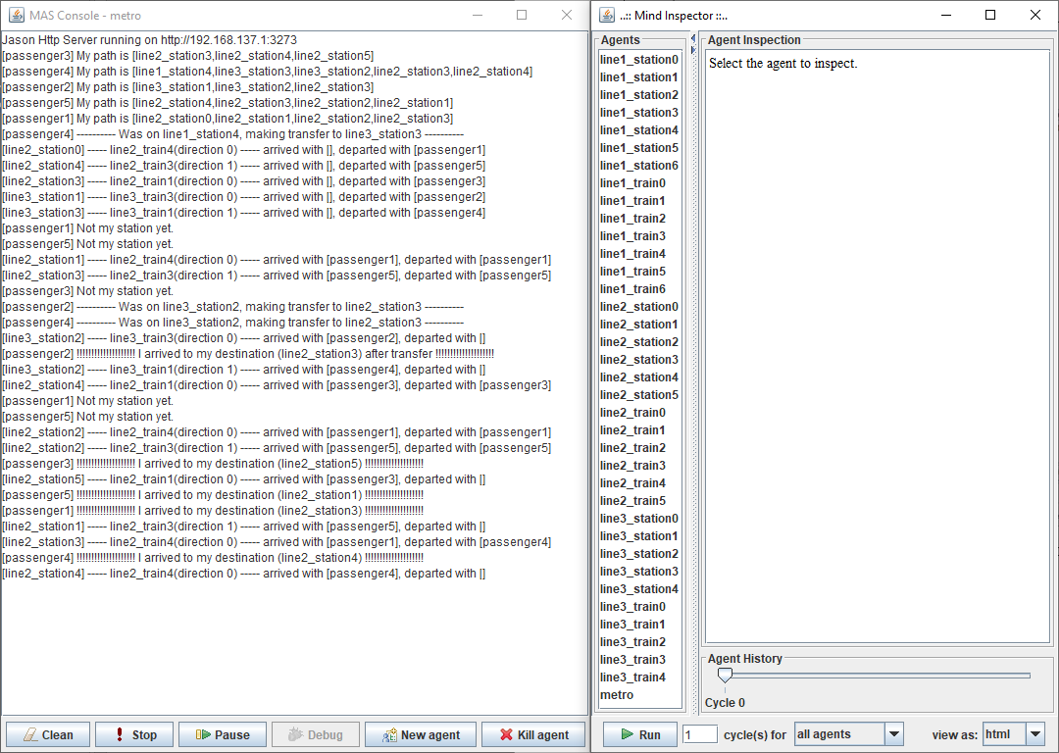 MAS Console - metro
Jason Http Server running on http://192.168.137.1:3273
[passenger3] My path is [line2_station3,line2_station4,line2_station5]
[passenger4] My path is [line1_station4,line3_station3,line3_station2,line2_station3,line2_station4]
[passenger2] My path is [line3_station1,line3_station2,line2_station3]
[passenger5] My path is [line2_station4,line2_station3,line2_station2,line2_station1]
[passenger1] My path is [line2_station0,line2_station1,line2_station2,line2_station3]
[passenger4] ---------- Was on line1_station4, making transfer to line3_station3 ----------
[line2_station0] ----- line2_train4(direction 0) ----- arrived with [], departed with [passenger1]
[line2_station4] ----- line2_train3(direction 1) ----- arrived with [], departed with [passenger5]
[line2_station3] ----- line2_train1(direction 0) ----- arrived with [], departed with [passenger3]
[line3_station1] ----- line3_train3(direction 0) ----- arrived with [], departed with [passenger2]
[line3_station3] ----- line3_train1(direction 1) ----- arrived with [], departed with [passenger4]
[passenger1] Not my station yet.
[passenger5] Not my station yet.
[line2_station1] ----- line2_train4(direction 0) ----- arrived with [passenger1], departed with [passenger1]
[line2_station3] ----- line2_train3(direction 1) ----- arrived with [passenger5], departed with [passenger5]
[passenger3] Not my station yet.
[passenger2] ---------- Was on line3_station2, making transfer to line2_station3 ----------
[passenger4] ---------- Was on line3_station2, making transfer to line2_station3 ----------
[line3_station2] ----- line3_train3(direction 0) ----- arrived with [passenger2], departed with []
[passenger2] !!!!!!!!!!!!!!!!!!!! I arrived to my destination (line2_station3) after transfer !!!!!!!!!!!!!!!!!!!!
[line3_station2] ----- line3_train1(direction 1) ----- arrived with [passenger4], departed with []
[line2_station4] ----- line2_train1(direction 0) ----- arrived with [passenger3], departed with [passenger3]
[passenger1] Not my station yet.
[passenger5] Not my station yet.
[line2_station2] ----- line2_train4(direction 0) ----- arrived with [passenger1], departed with [passenger1]
[line2_station2] ----- line2_train3(direction 1) ----- arrived with [passenger5], departed with [passenger5]
[passenger3] !!!!!!!!!!!!!!!!!!!! I arrived to my destination (line2_station5) !!!!!!!!!!!!!!!!!!!!
[line2_station5] ----- line2_train1(direction 0) ----- arrived with [passenger3], departed with []
[passenger5] !!!!!!!!!!!!!!!!!!!! I arrived to my destination (line2_station1) !!!!!!!!!!!!!!!!!!!!
[passenger1] !!!!!!!!!!!!!!!!!!!! I arrived to my destination (line2_station3) !!!!!!!!!!!!!!!!!!!!
[line2_station1] ----- line2_train3(direction 1) ----- arrived with [passenger5], departed with []
[line2_station3] ----- line2_train4(direction 0) ----- arrived with [passenger1], departed with [passenger4]
[passenger4] !!!!!!!!!!!!!!!!!!!! I arrived to my destination (line2_station4) !!!!!!!!!!!!!!!!!!!!
[line2_station4] ----- line2_train4(direction 0) ----- arrived with [passenger4], departed with []
Clean
Stop
Pause
Debug
New agent
Kill agent
..:: Mind Inspector ::..
Agents
line1_station0
line1_station1
line1_station2
line1_station3
line1_station4
line1_station5
line1_station6
line1_train0
line1_train1
line1_train2
line1_train3
line1_train4
line1_train5
line1_train6
line2_station0
line2_station1
line2_station2
line2_station3
line2_station4
line2_station5
line2_train0
line2_train1
line2_train2
line2_train3
line2_train4
line2_train5
line3_station0
line3_station1
line3_station2
line3_station3
line3_station4
line3_train0
line3_train1
line3_train2
line3_train3
line3_train4
metro
Agent Inspection
Select the agent to inspect.
Agent History
Cycle 0
Run
1
cycle(s) for
all agents
view as:
html